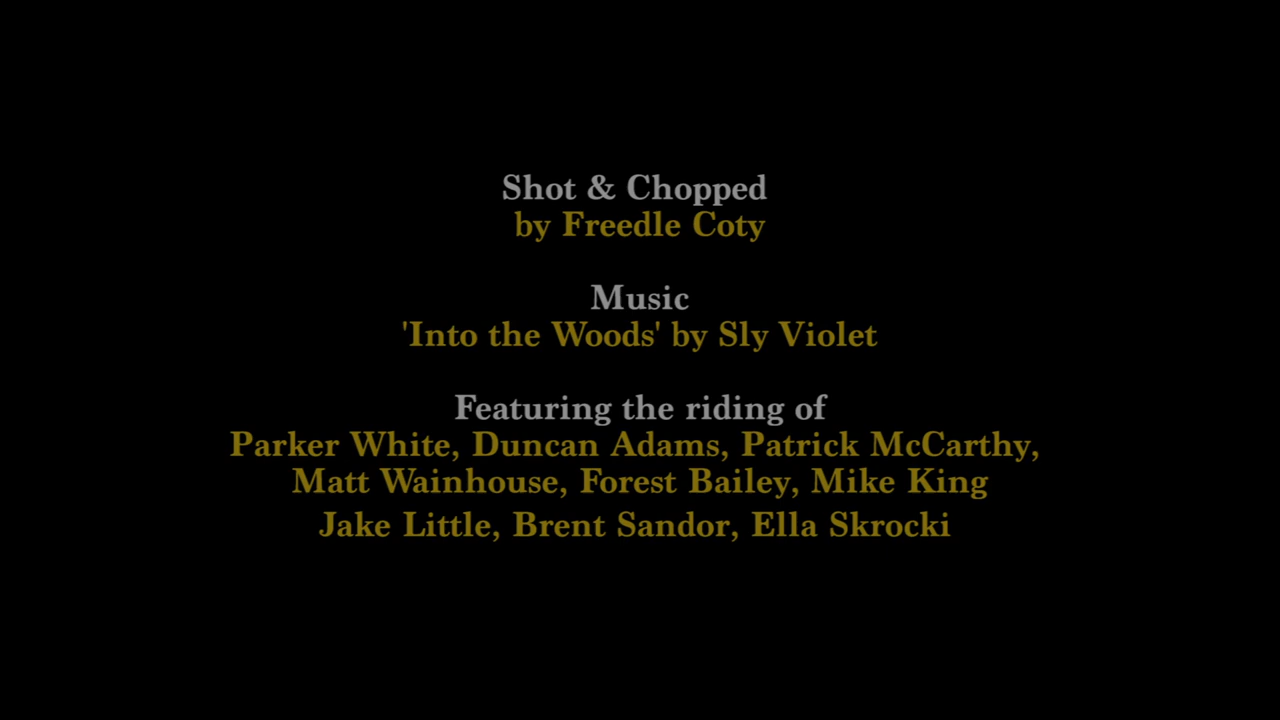 Shot & Chopped
by Freedle Coty
Music
'Into the Woods' by Sly Violet
Featuring the riding of
Parker White, Duncan Adams, Patrick McCarthy,
Matt Wainhouse, Forest Bailey, Mike King
Jake Little, Brent Sandor, Ella Skrocki